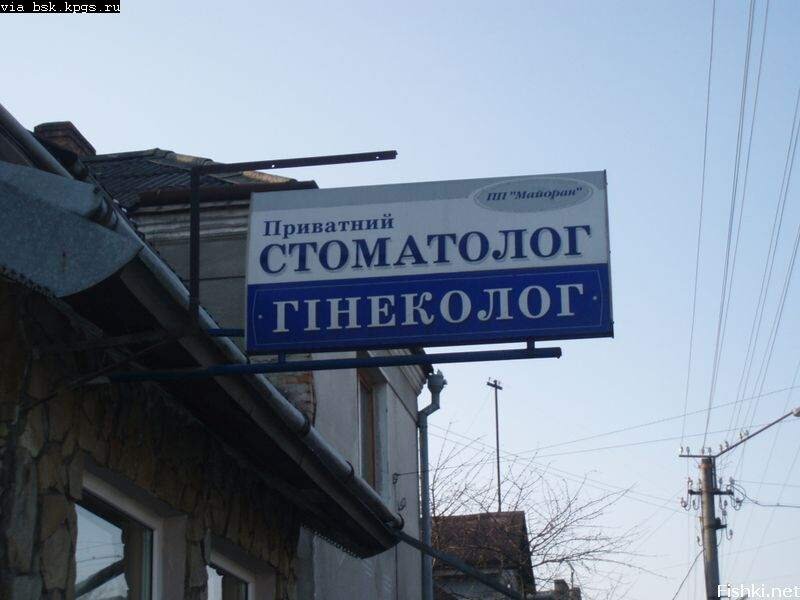 via bsk.kpgs.ru
ПП "Майоран"
Приватний
СТОМАТОЛОГ
ГІНЕКОЛОГ
Fishki.net